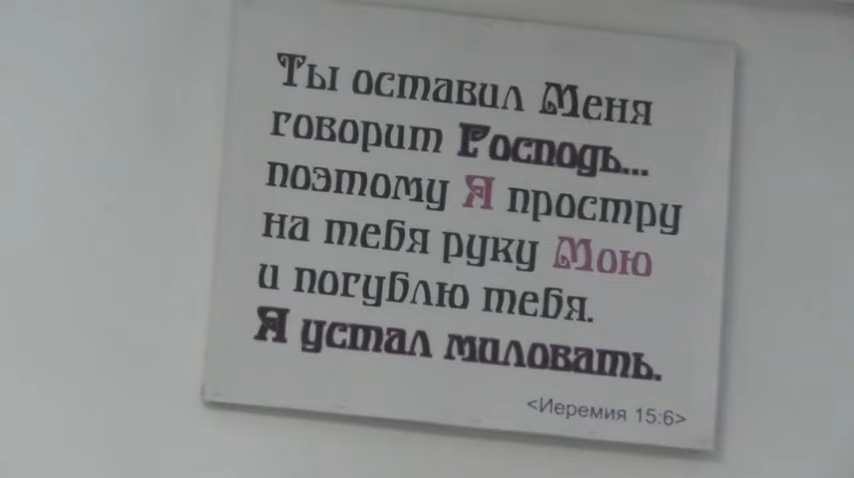 Ты оставил Меня
говорит Господь...
поэтому Я простру
на тебя руку Мою
и погублю тебя.
Я устал миловать.
<Иеремия 15:6>